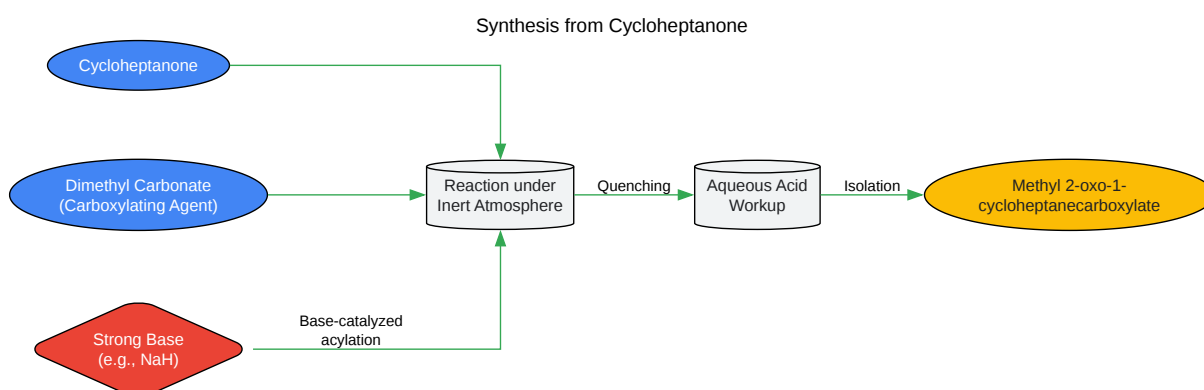 Synthesis from Cycloheptanone
Cycloheptanone
Dimethyl Carbonate
(Carboxylating Agent)
Reaction under
Inert Atmosphere
Quenching
Aqueous Acid
Workup
Isolation
Methyl 2-oxo-1-
cycloheptanecarboxylate
Strong Base
(e.g., NaH)
Base-catalyzed
acylation